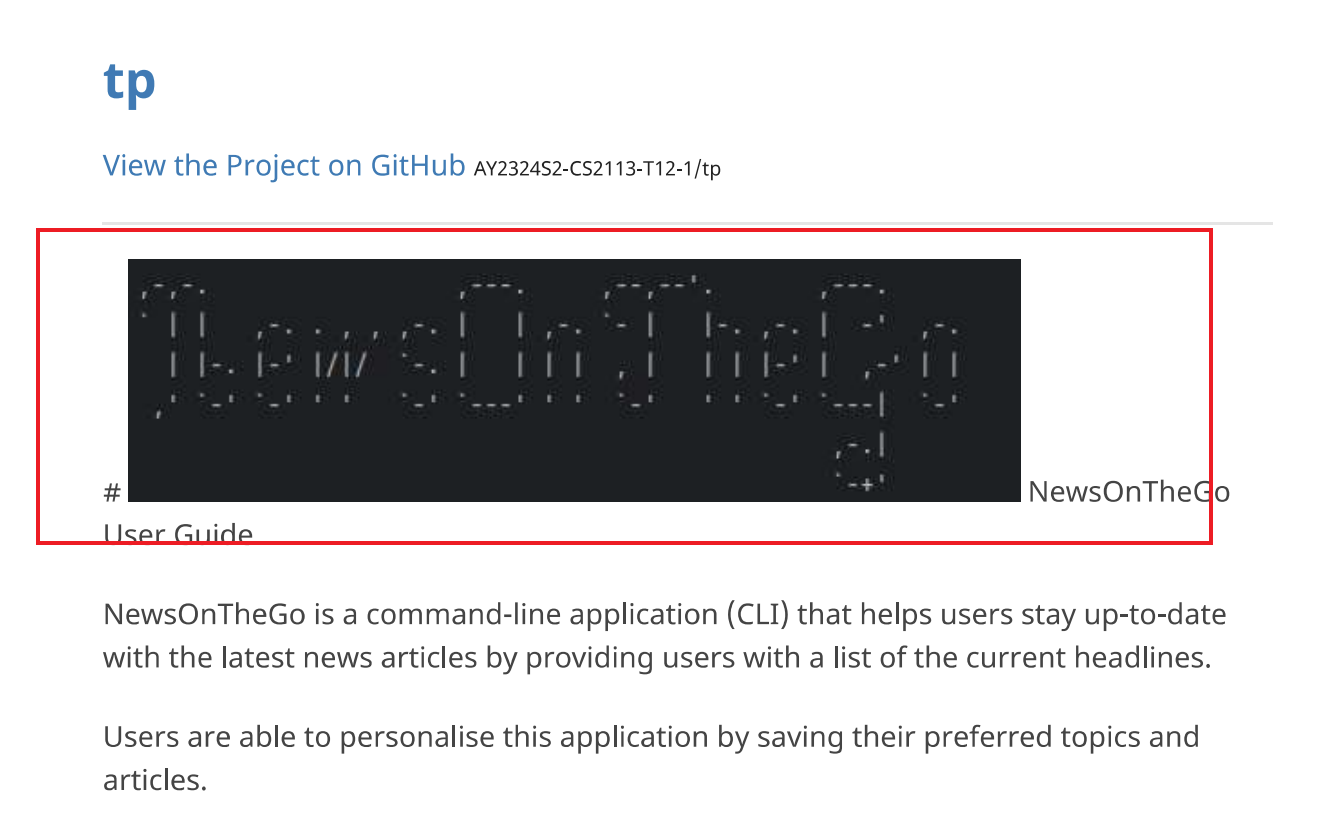 tp
View the Project on GitHub AY2324S2-CS2113-T12-1/tp
NewsOnTheGo
# NewsOnTheGo
User Guide
NewsOnTheGo is a command-line application (CLI) that helps users stay up-to-date
with the latest news articles by providing users with a list of the current headlines.
Users are able to personalise this application by saving their preferred topics and
articles.